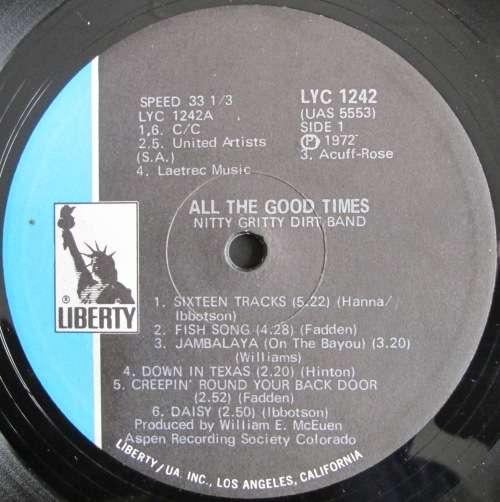 SPEED 33 1/3
LYC 1242A
1,6. C/C
2,5. United Artists
(S.A.)
4. Laetrec Music
LYC 1242
(UAS 5553)
SIDE 1
Ⓟ 1972
3. Acuff-Rose
ALL THE GOOD TIMES
NITTY GRITTY DIRT BAND
® LIBERTY
1. SIXTEEN TRACKS (5.22) (Hanna/
Ibbotson)
2. FISH SONG (4.28) (Fadden)
3. JAMBALAYA (On The Bayou) (3.20)
(Williams)
4. DOWN IN TEXAS (2.20) (Hinton)
5. CREEPIN' ROUND YOUR BACK DOOR
(2.52) (Fadden)
6. DAISY (2.50) (Ibbotson)
Produced by William E. McEuen
Aspen Recording Society Colorado
LIBERTY/UA. INC., LOS ANGELES, CALIFORNIA